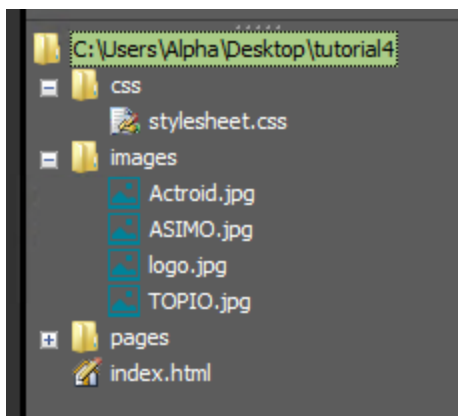 C:\Users\Alpha\Desktop\tutorial4
css
stylesheet.css
images
Actroid.jpg
ASIMO.jpg
logo.jpg
TOPIO.jpg
pages
index.html